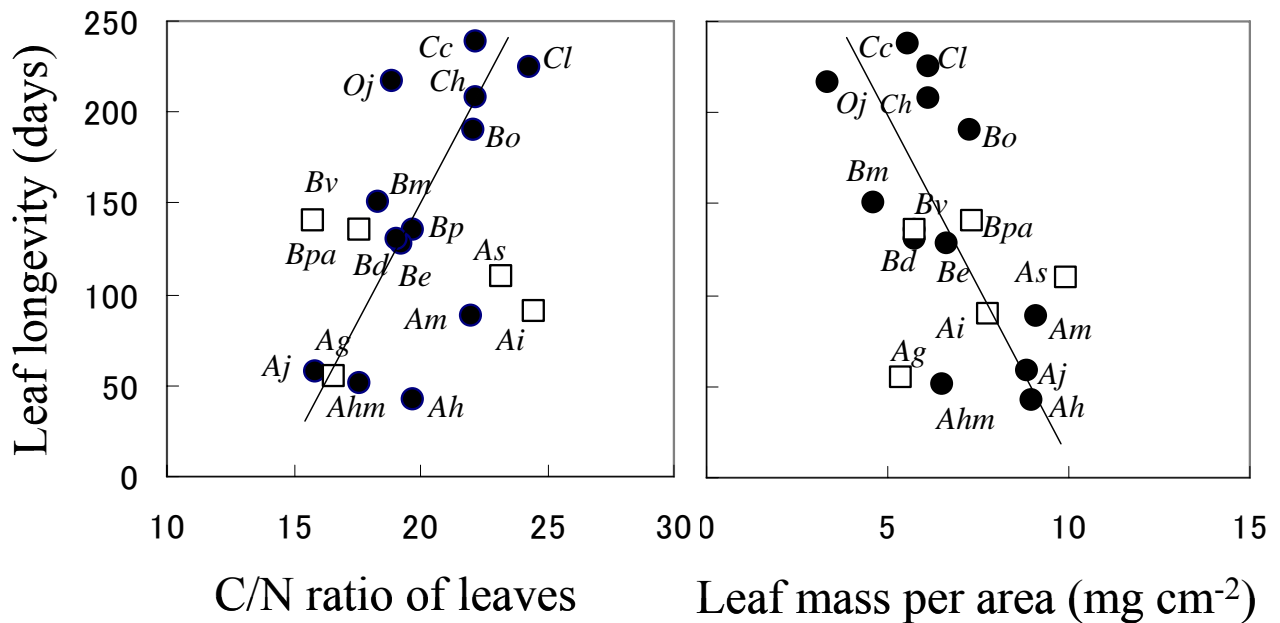 Leaf longevity (days)
250
200
150
100
50
0
Cc
Cl
Oj
Ch
Bo
Bv
Bm
Bpa
Bp
Bd
Be
As
Am
Ai
Ag
Aj
Ahm
Ah
10 15 20 25 30
C/N ratio of leaves
Cc
Cl
Oj
Ch
Bo
Bm
Bv
Bpa
Bd
Be
As
Ai
Am
Ag
Aj
Ahm
Ah
0 5 10 15
Leaf mass per area (mg cm-2)